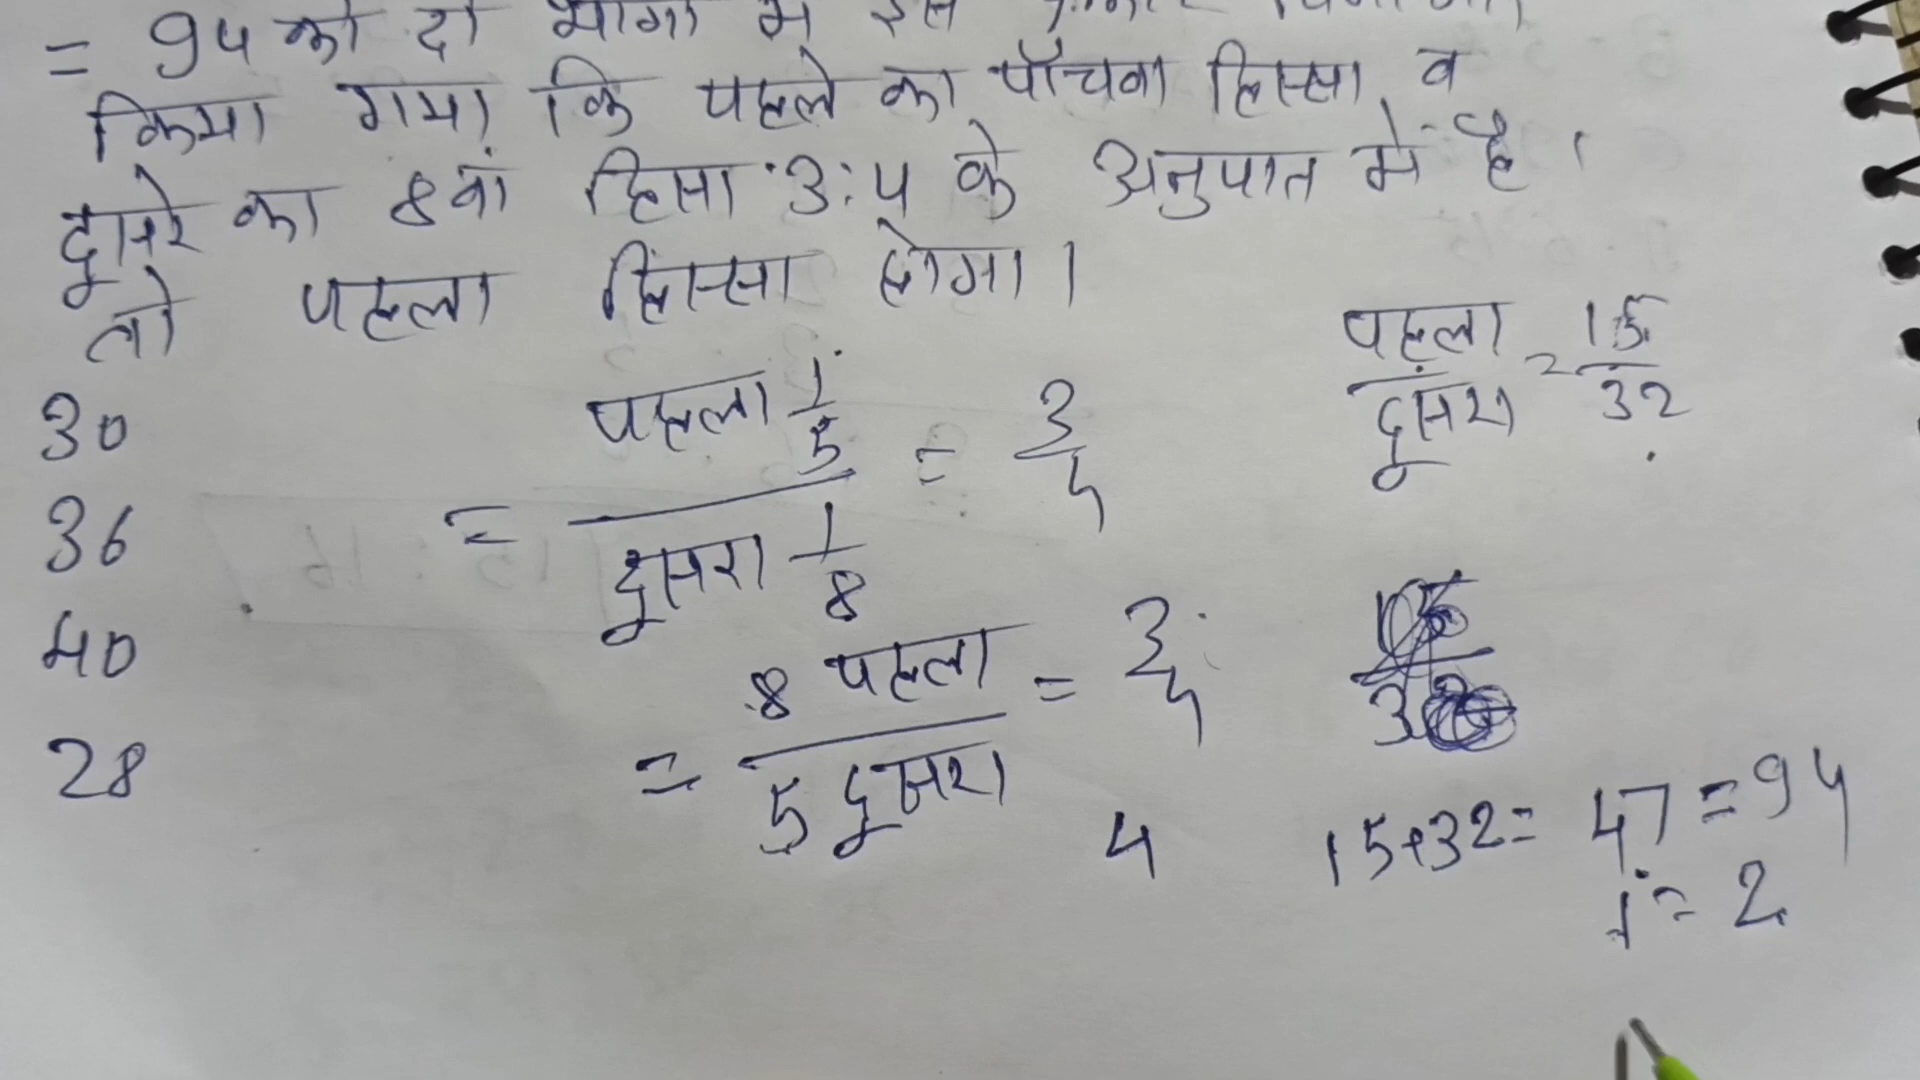 = 94 को दो भागों में इस
किया गया कि पहले का पाँचवा हिस्सा व
दूसरे का 8वां हिसा 3:4 के अनुपात में है।
तो पहला हिस्सा होगा।
30
36
40
28
पहला 1/5
= ――― = 3/4
दूसरा 1/8
8 पहला
= ――― = 3/4
5 दूसरा
4
पहला/दूसरा = 15/32
15+32= 47 = 94
1 = 2